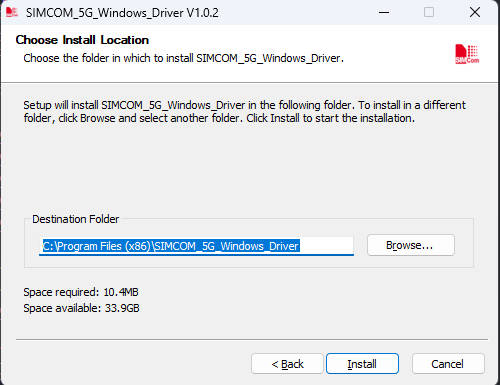 SIMCOM_5G_Windows_Driver V1.0.2
Choose Install Location
Choose the folder in which to install SIMCOM_5G_Windows_Driver.
SIMCom
Setup will install SIMCOM_5G_Windows_Driver in the following folder. To install in a different
folder, click Browse and select another folder. Click Install to start the installation.
Destination Folder
C:\Program Files (x86)\SIMCOM_5G_Windows_Driver
Browse...
Space required: 10.4MB
Space available: 33.9GB
< Back
Install
Cancel